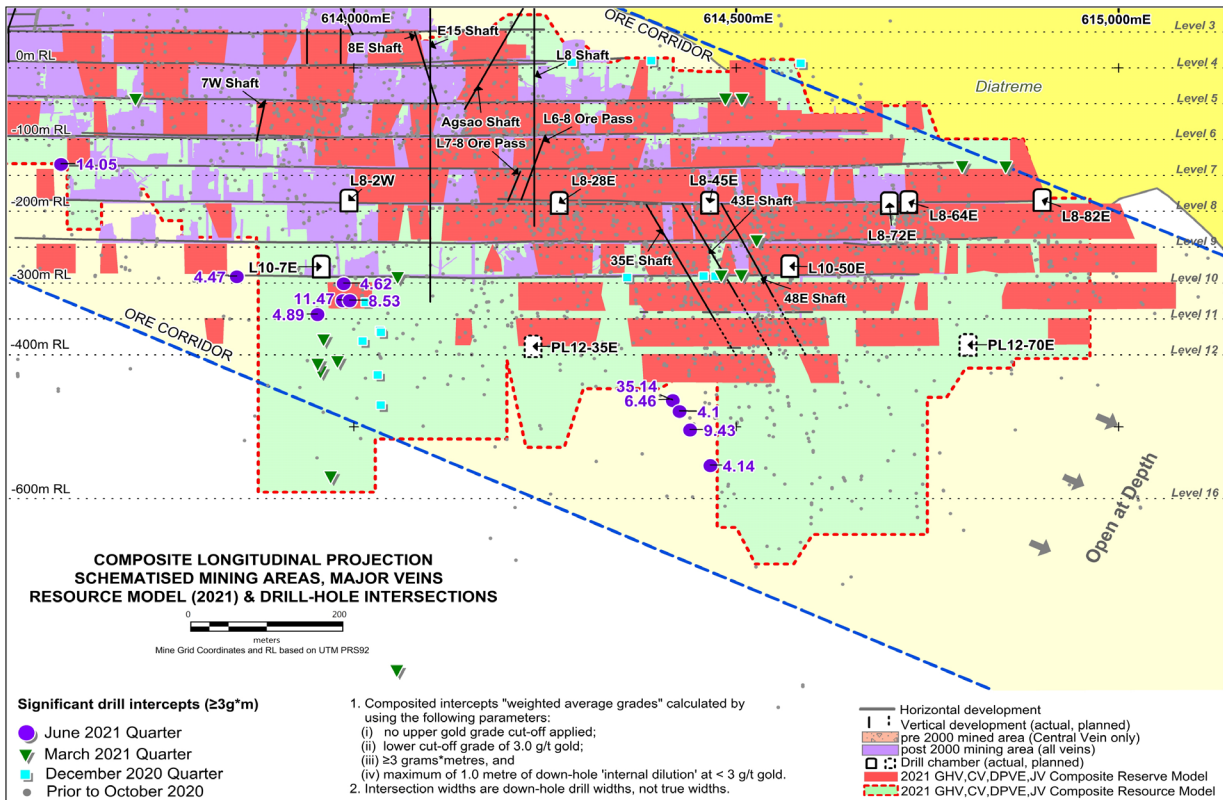 614,000mE
614,500mE
615,000mE
ORE CORRIDOR
Level 3
E15 Shaft
8E Shaft
0m RL
L8 Shaft
Level 4
7W Shaft
Diatreme
Level 5
Agsao Shaft
L6-8 Ore Pass
-100m RL
Level 6
L7-8 Ore Pass
14.05
Level 7
L8-2W
L8-28E
L8-45E
43E Shaft
L8-64E
L8-82E
-200m RL
Level 8
L8-72E
35E Shaft
Level 9
L10-7E
L10-50E
-300m RL
4.47
4.62
48E Shaft
Level 10
11.47
8.53
4.89
Level 11
ORE CORRIDOR
PL12-35E
PL12-70E
-400m RL
Level 12
35.14
6.46
4.1
9.43
4.14
-600m RL
Level 16
Open at Depth
COMPOSITE LONGITUDINAL PROJECTION
SCHEMATISED MINING AREAS, MAJOR VEINS
RESOURCE MODEL (2021) & DRILL-HOLE INTERSECTIONS
0 200
meters
Mine Grid Coordinates and RL based on UTM PRS92
Significant drill intercepts (≥3g*m)
June 2021 Quarter
March 2021 Quarter
December 2020 Quarter
Prior to October 2020
1. Composited intercepts "weighted average grades" calculated by
using the following parameters:
(i) no upper gold grade cut-off applied;
(ii) lower cut-off grade of 3.0 g/t gold;
(iii) ≥3 grams*metres, and
(iv) maximum of 1.0 metre of down-hole 'internal dilution' at < 3 g/t gold.
2. Intersection widths are down-hole drill widths, not true widths.
Horizontal development
Vertical development (actual, planned)
pre 2000 mined area (Central Vein only)
post 2000 mining area (all veins)
Drill chamber (actual, planned)
2021 GHV,CV,DPVE,JV Composite Reserve Model
2021 GHV,CV,DPVE,JV Composite Resource Model